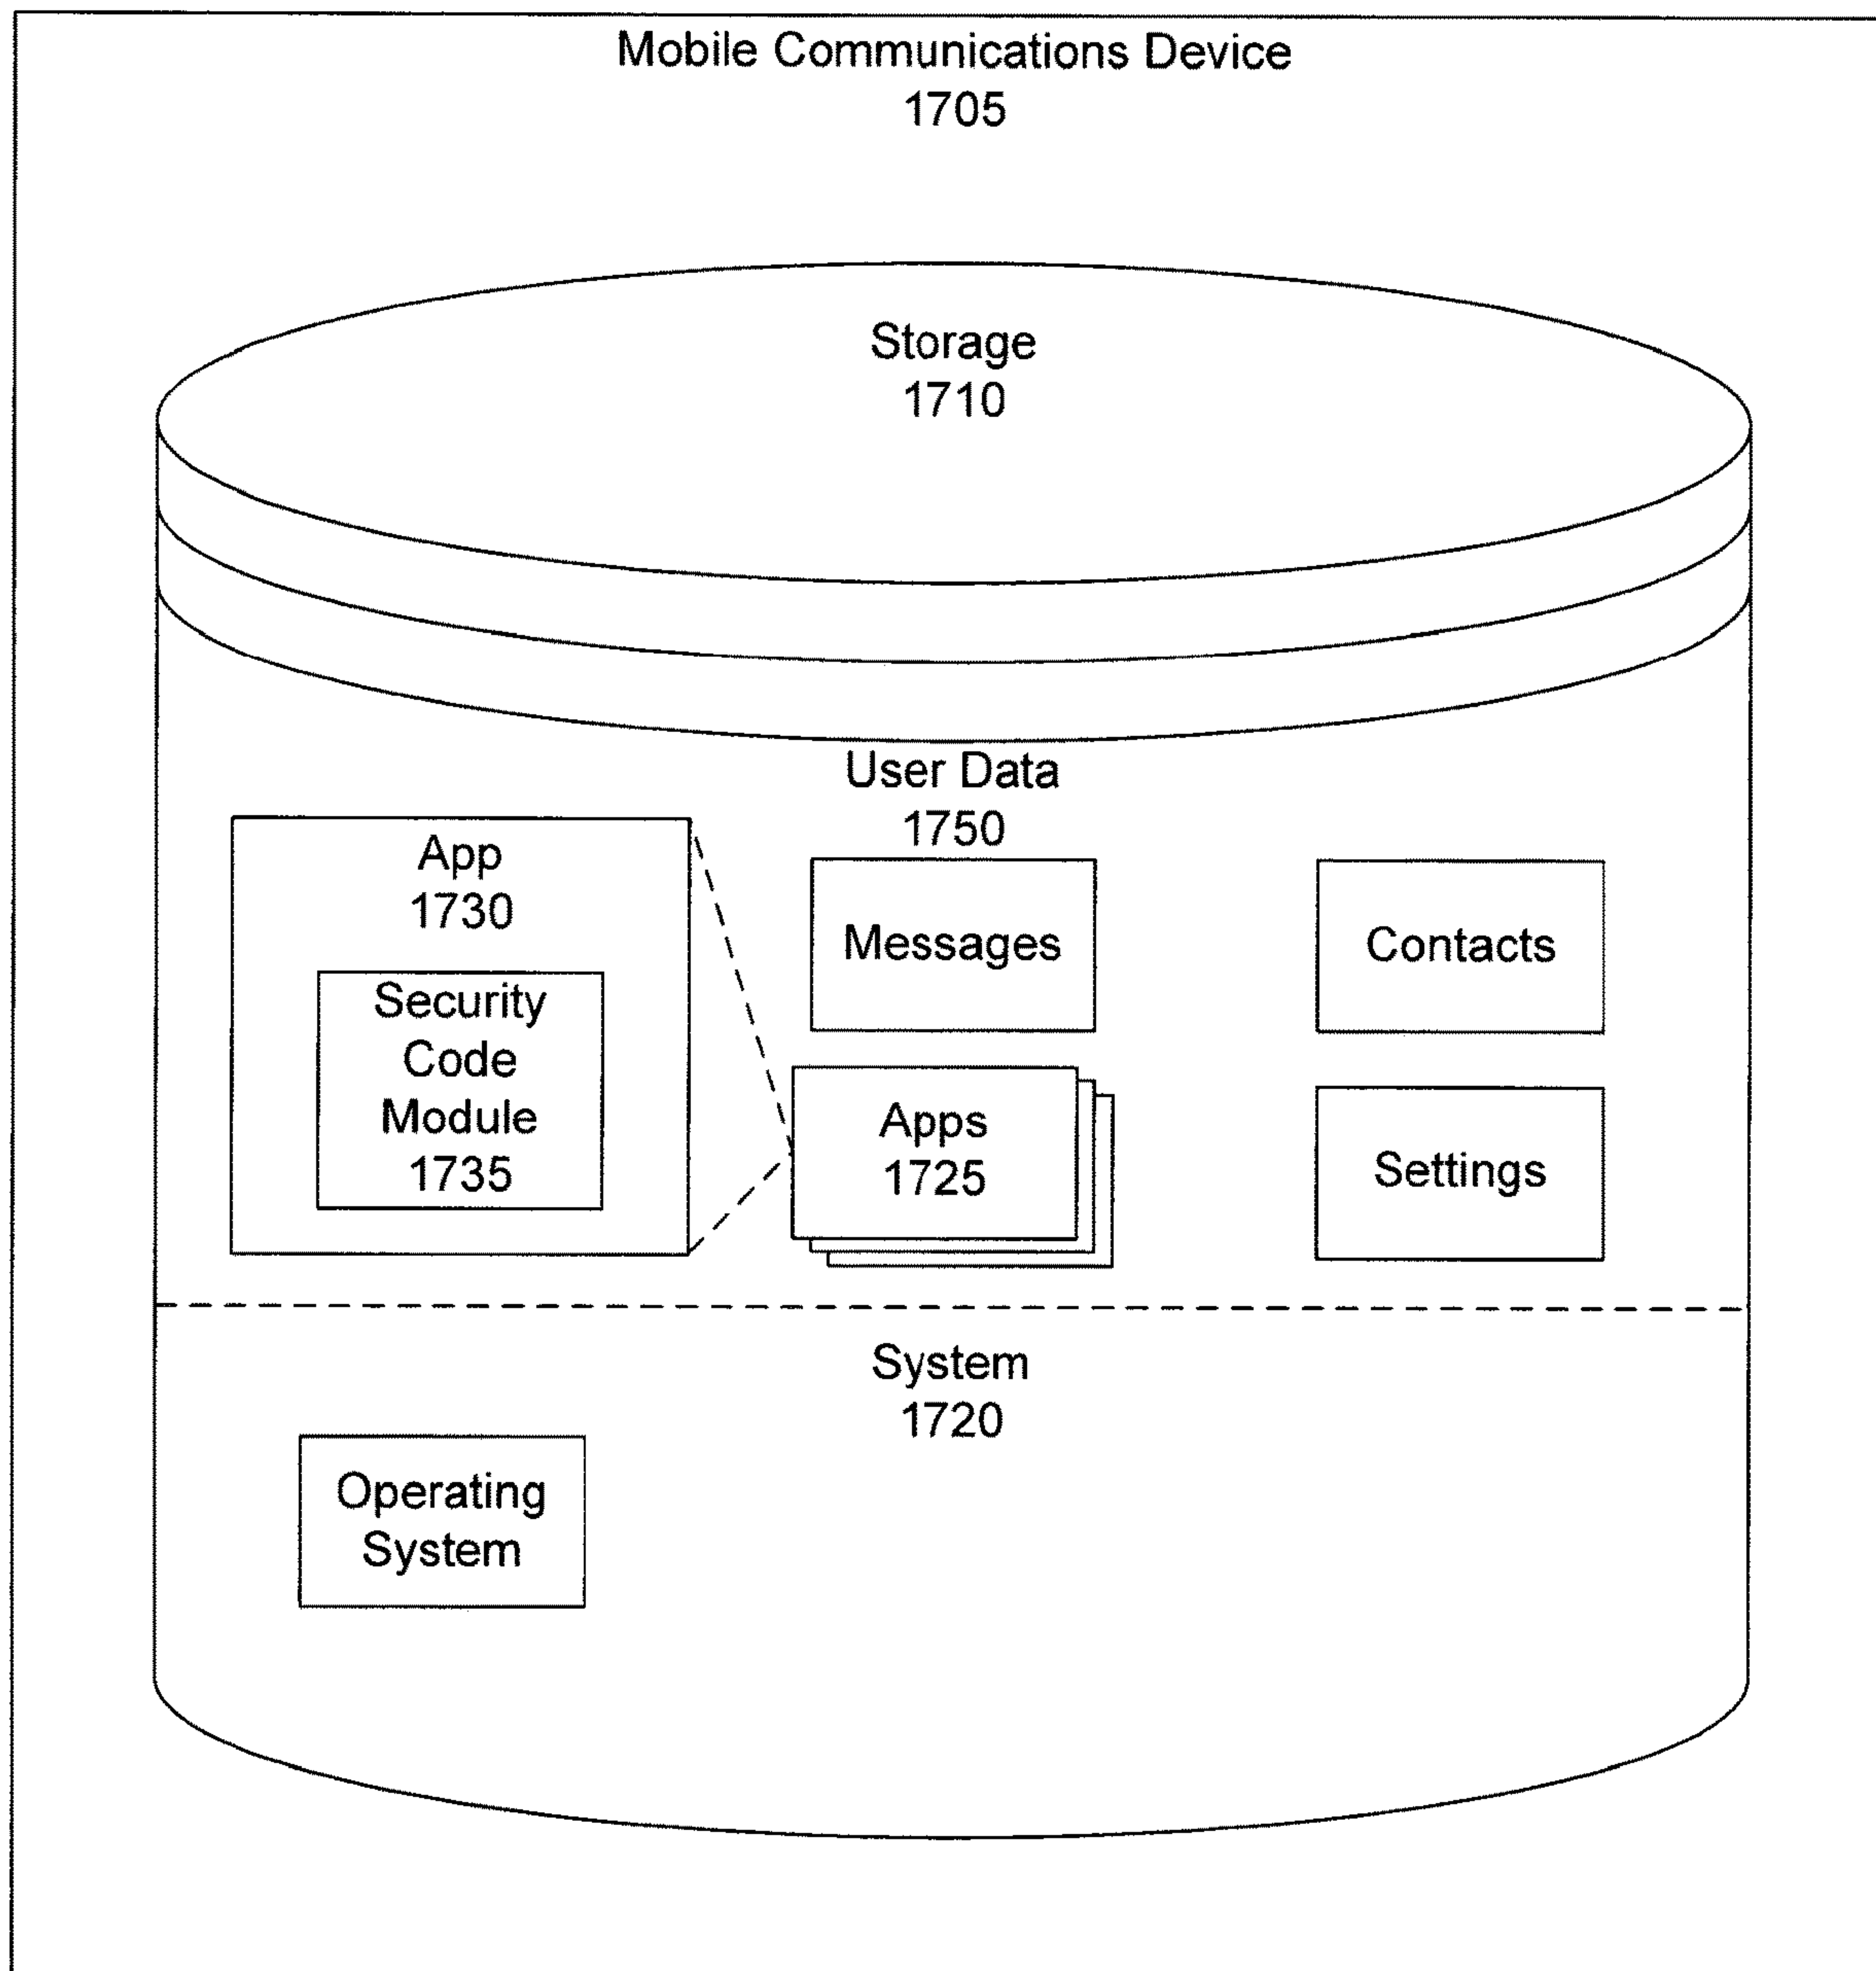 Mobile Communications Device
1705
Storage
1710
User Data
1750
App
1730
Security
Code
Module
1735
Messages
Contacts
Apps
1725
Settings
System
1720
Operating
System